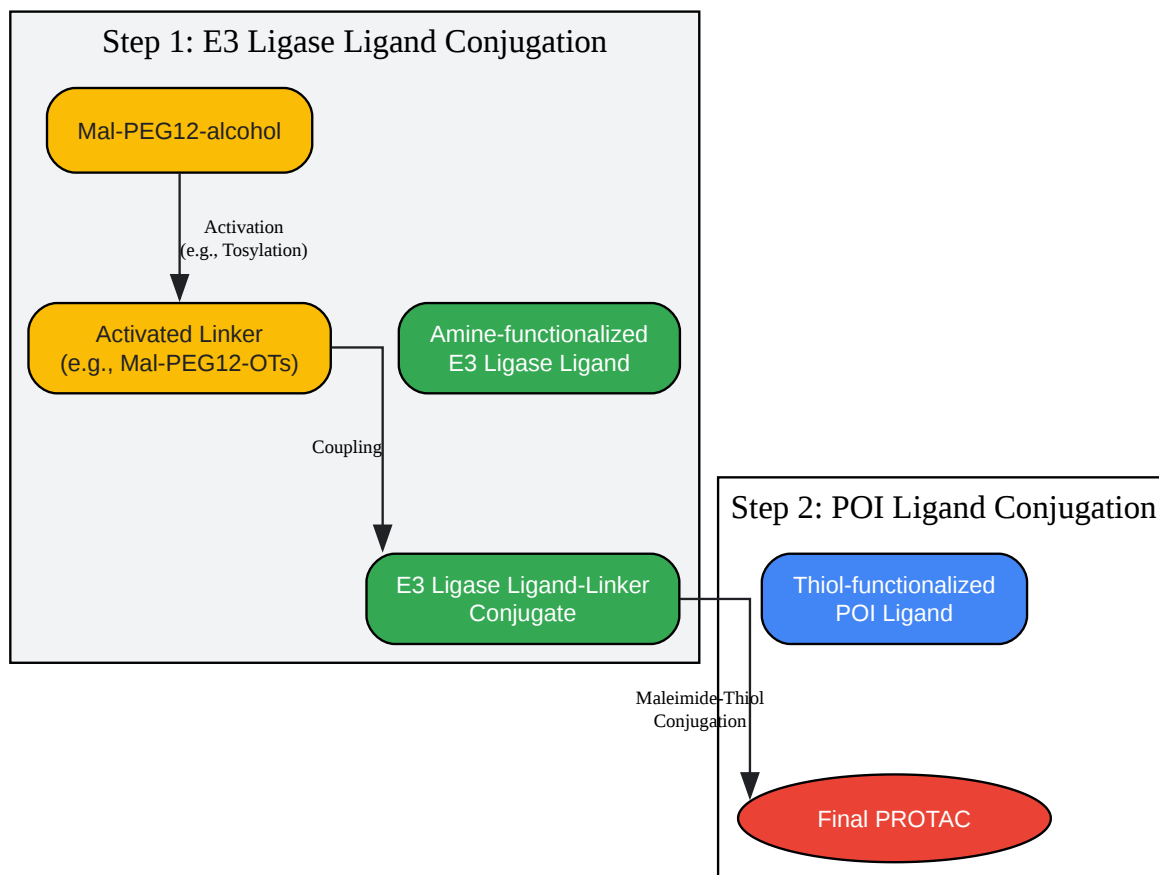 Step 1: E3 Ligase Ligand Conjugation
Mal-PEG12-alcohol
Activation
(e.g., Tosylation)
Activated Linker
(e.g., Mal-PEG12-OTs)
Amine-functionalized
E3 Ligase Ligand
Coupling
E3 Ligase Ligand-Linker
Conjugate
Step 2: POI Ligand Conjugation
Thiol-functionalized
POI Ligand
Maleimide-Thiol
Conjugation
Final PROTAC